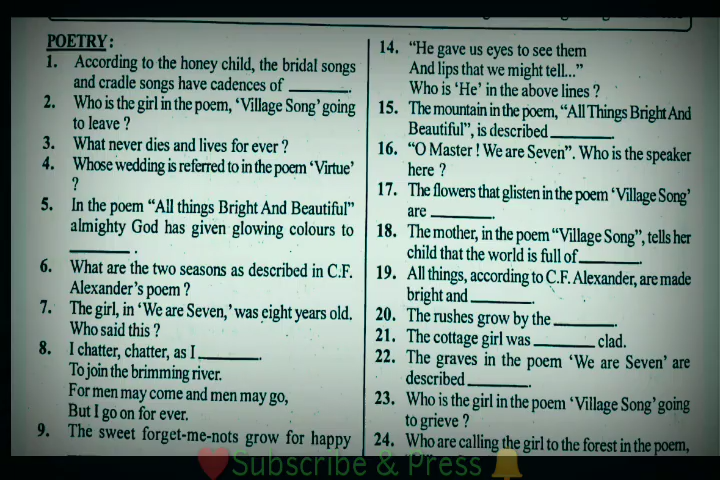 POETRY :
1. According to the honey child, the bridal songs
and cradle songs have cadences of ________.
2. Who is the girl in the poem, ‘Village Song’ going
to leave ?
3. What never dies and lives for ever ?
4. Whose wedding is referred to in the poem ‘Virtue’
?
5. In the poem “All things Bright And Beautiful”
almighty God has given glowing colours to
________ .
6. What are the two seasons as described in C.F.
Alexander’s poem ?
7. The girl, in ‘We are Seven,’ was eight years old.
Who said this ?
8. I chatter, chatter, as I ________.
To join the brimming river.
For men may come and men may go,
But I go on for ever.
9. The sweet forget-me-nots grow for happy
14. “He gave us eyes to see them
And lips that we might tell...”
Who is ‘He’ in the above lines ?
15. The mountain in the poem, “All Things Bright And
Beautiful”, is described ________.
16. “O Master ! We are Seven”. Who is the speaker
here ?
17. The flowers that glisten in the poem ‘Village Song’
are ________.
18. The mother, in the poem “Village Song”, tells her
child that the world is full of ________.
19. All things, according to C.F. Alexander, are made
bright and ________.
20. The rushes grow by the ________.
21. The cottage girl was ________ clad.
22. The graves in the poem ‘We are Seven’ are
described ________.
23. Who is the girl in the poem ‘Village Song’ going
to grieve ?
24. Who are calling the girl to the forest in the poem,
Subscribe & Press